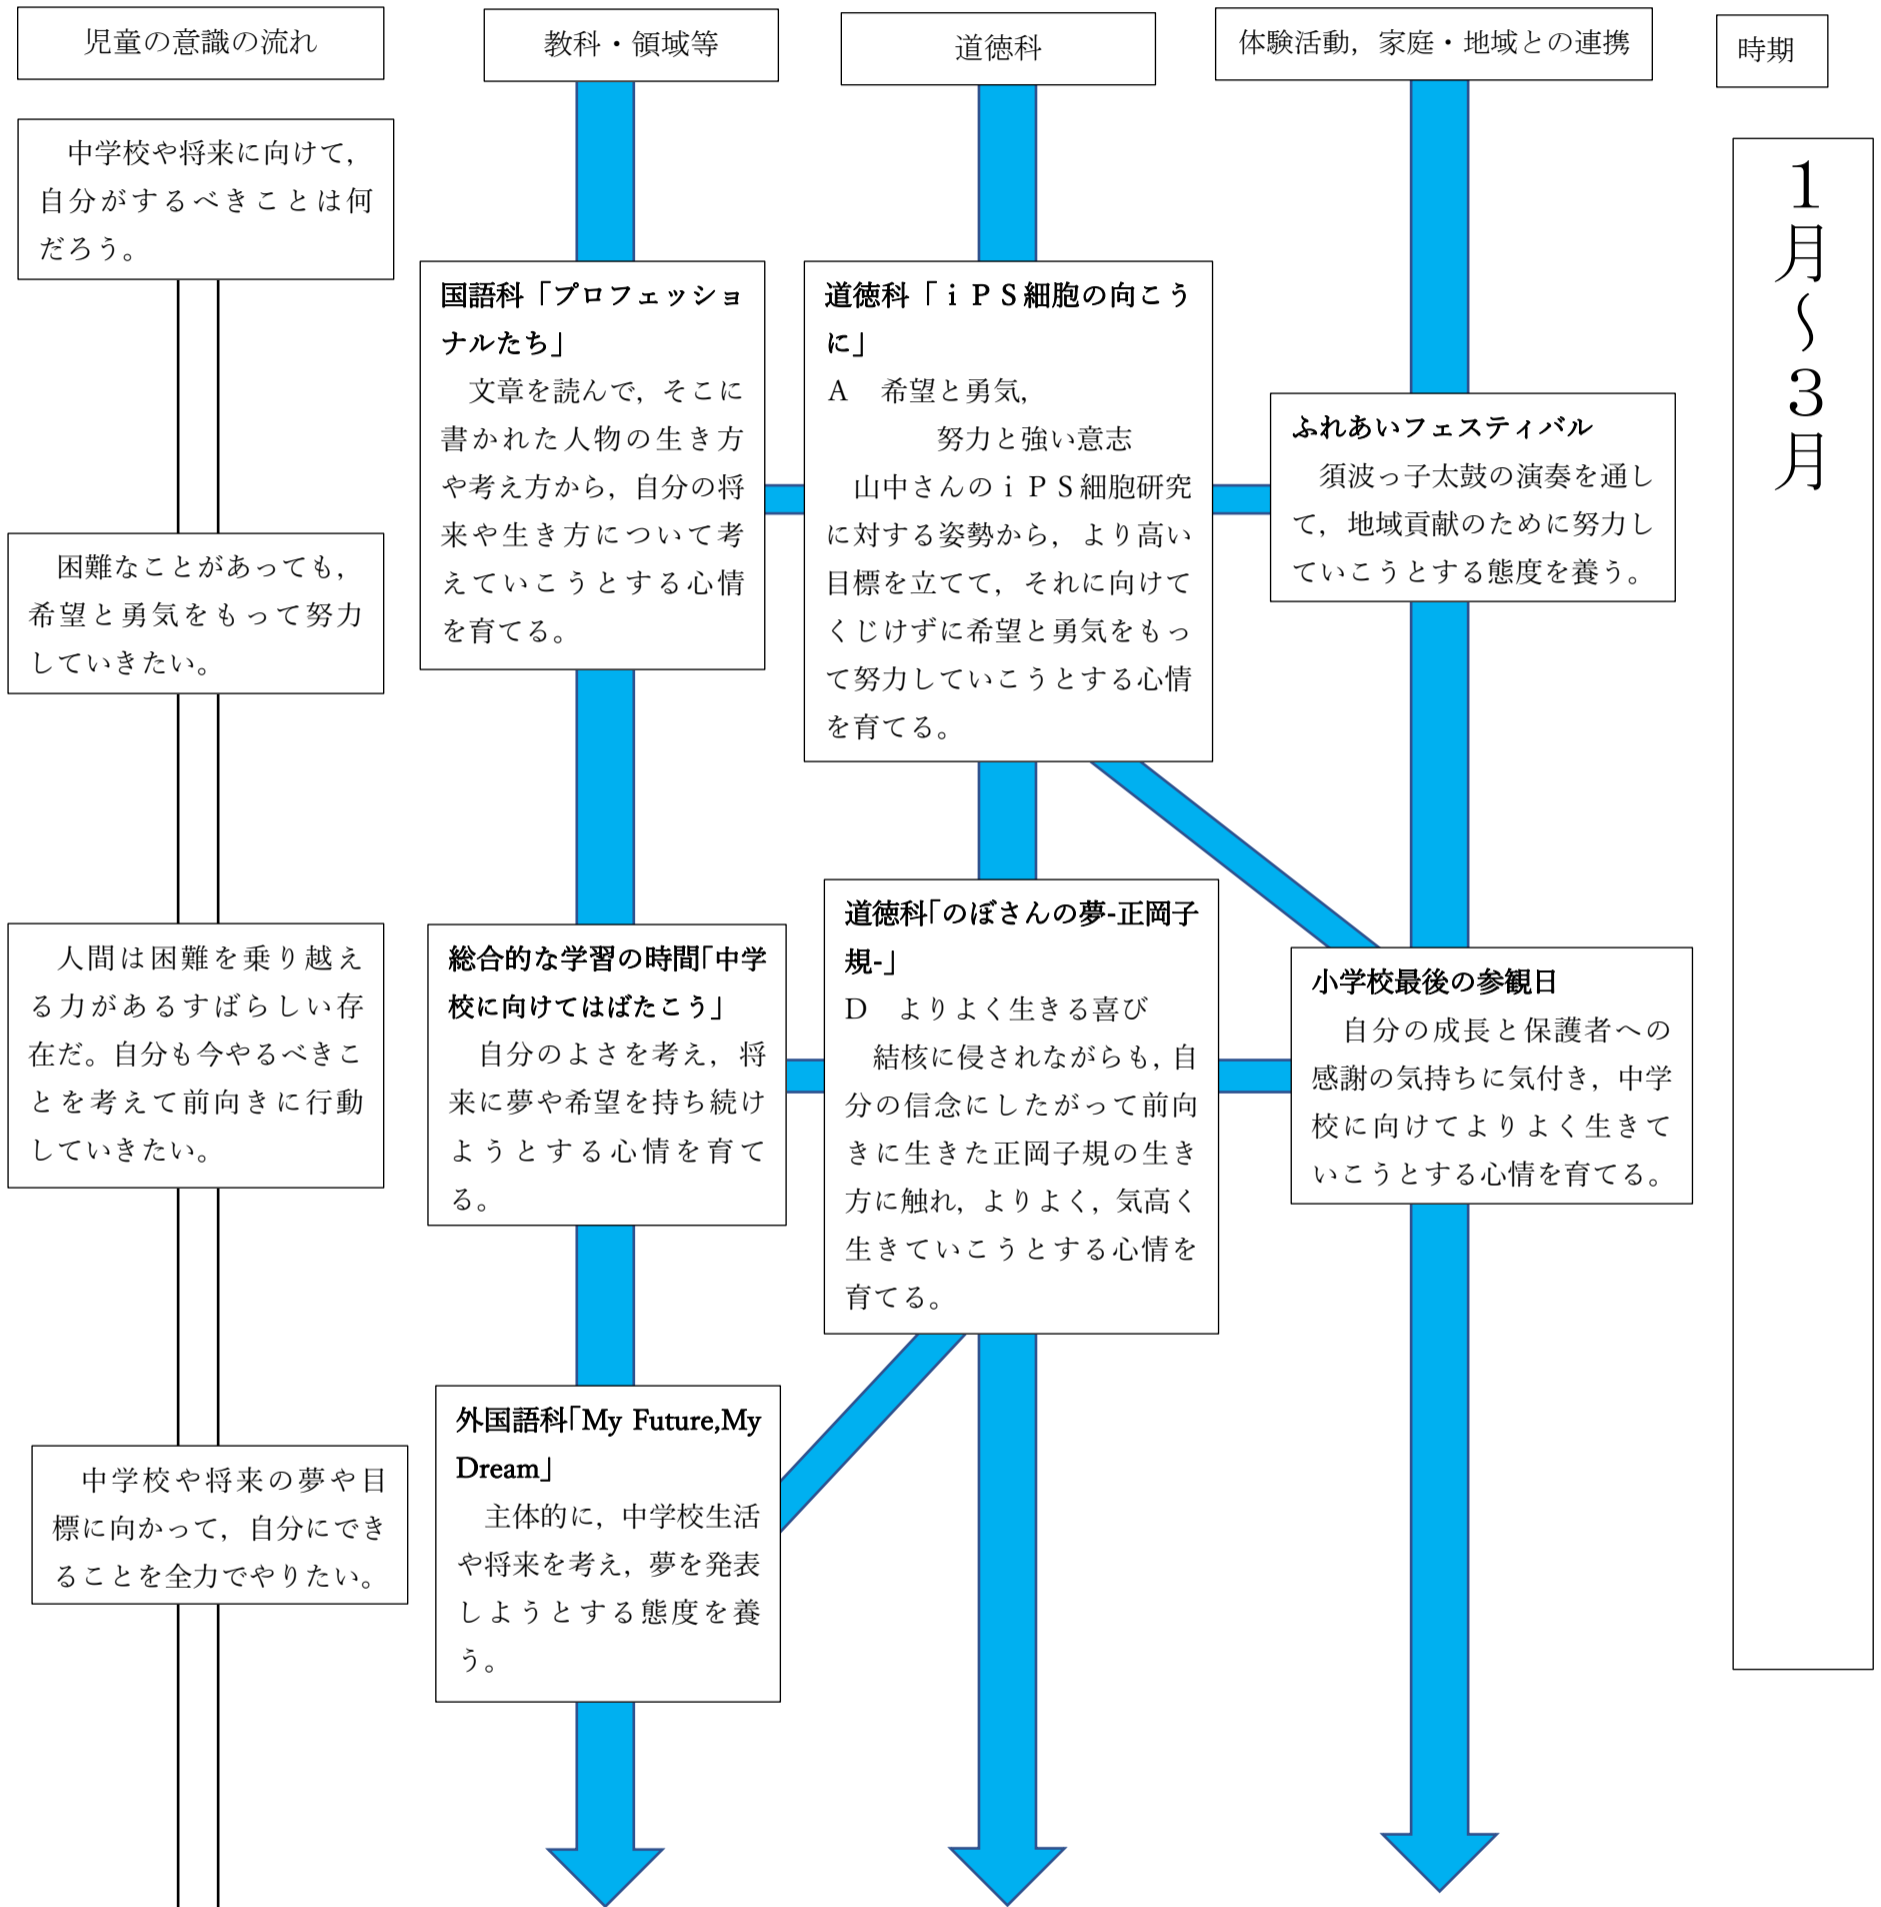 児童の意識の流れ
教科・領域等
道徳科
体験活動，家庭・地域との連携
時期
中学校や将来に向けて，
自分がするべきことは何
だろう。
困難なことがあっても，
希望と勇気をもって努力
していきたい。
人間は困難を乗り越え
る力があるすばらしい存
在だ。自分も今やるべきこ
とを考えて前向きに行動
していきたい。
中学校や将来の夢や目
標に向かって，自分にでき
ることを全力でやりたい。
国語科「プロフェッショ
ナルたち」
文章を読んで，そこに
書かれた人物の生き方
や考え方から，自分の将
来や生き方について考
えていこうとする心情
を育てる。
総合的な学習の時間「中学
校に向けてはばたこう」
自分のよさを考え，将
来に夢や希望を持ち続け
ようとする心情を育て
る。
外国語科「My Future,My
Dream」
主体的に，中学校生活
や将来を考え，夢を発表
しようとする態度を養
う。
道徳科「ｉＰＳ細胞の向こう
に」
Ａ　希望と勇気，
努力と強い意志
山中さんのｉＰＳ細胞研究
に対する姿勢から，より高い
目標を立てて，それに向けて
くじけずに希望と勇気をもっ
て努力していこうとする心情
を育てる。
道徳科「のぼさんの夢-正岡子
規-」
Ｄ　よりよく生きる喜び
結核に侵されながらも，自
分の信念にしたがって前向
きに生きた正岡子規の生き
方に触れ，よりよく，気高く
生きていこうとする心情を
育てる。
ふれあいフェスティバル
須波っ子太鼓の演奏を通し
て，地域貢献のために努力し
ていこうとする態度を養う。
小学校最後の参観日
自分の成長と保護者への
感謝の気持ちに気付き，中学
校に向けてよりよく生きて
いこうとする心情を育てる。
１月～３月